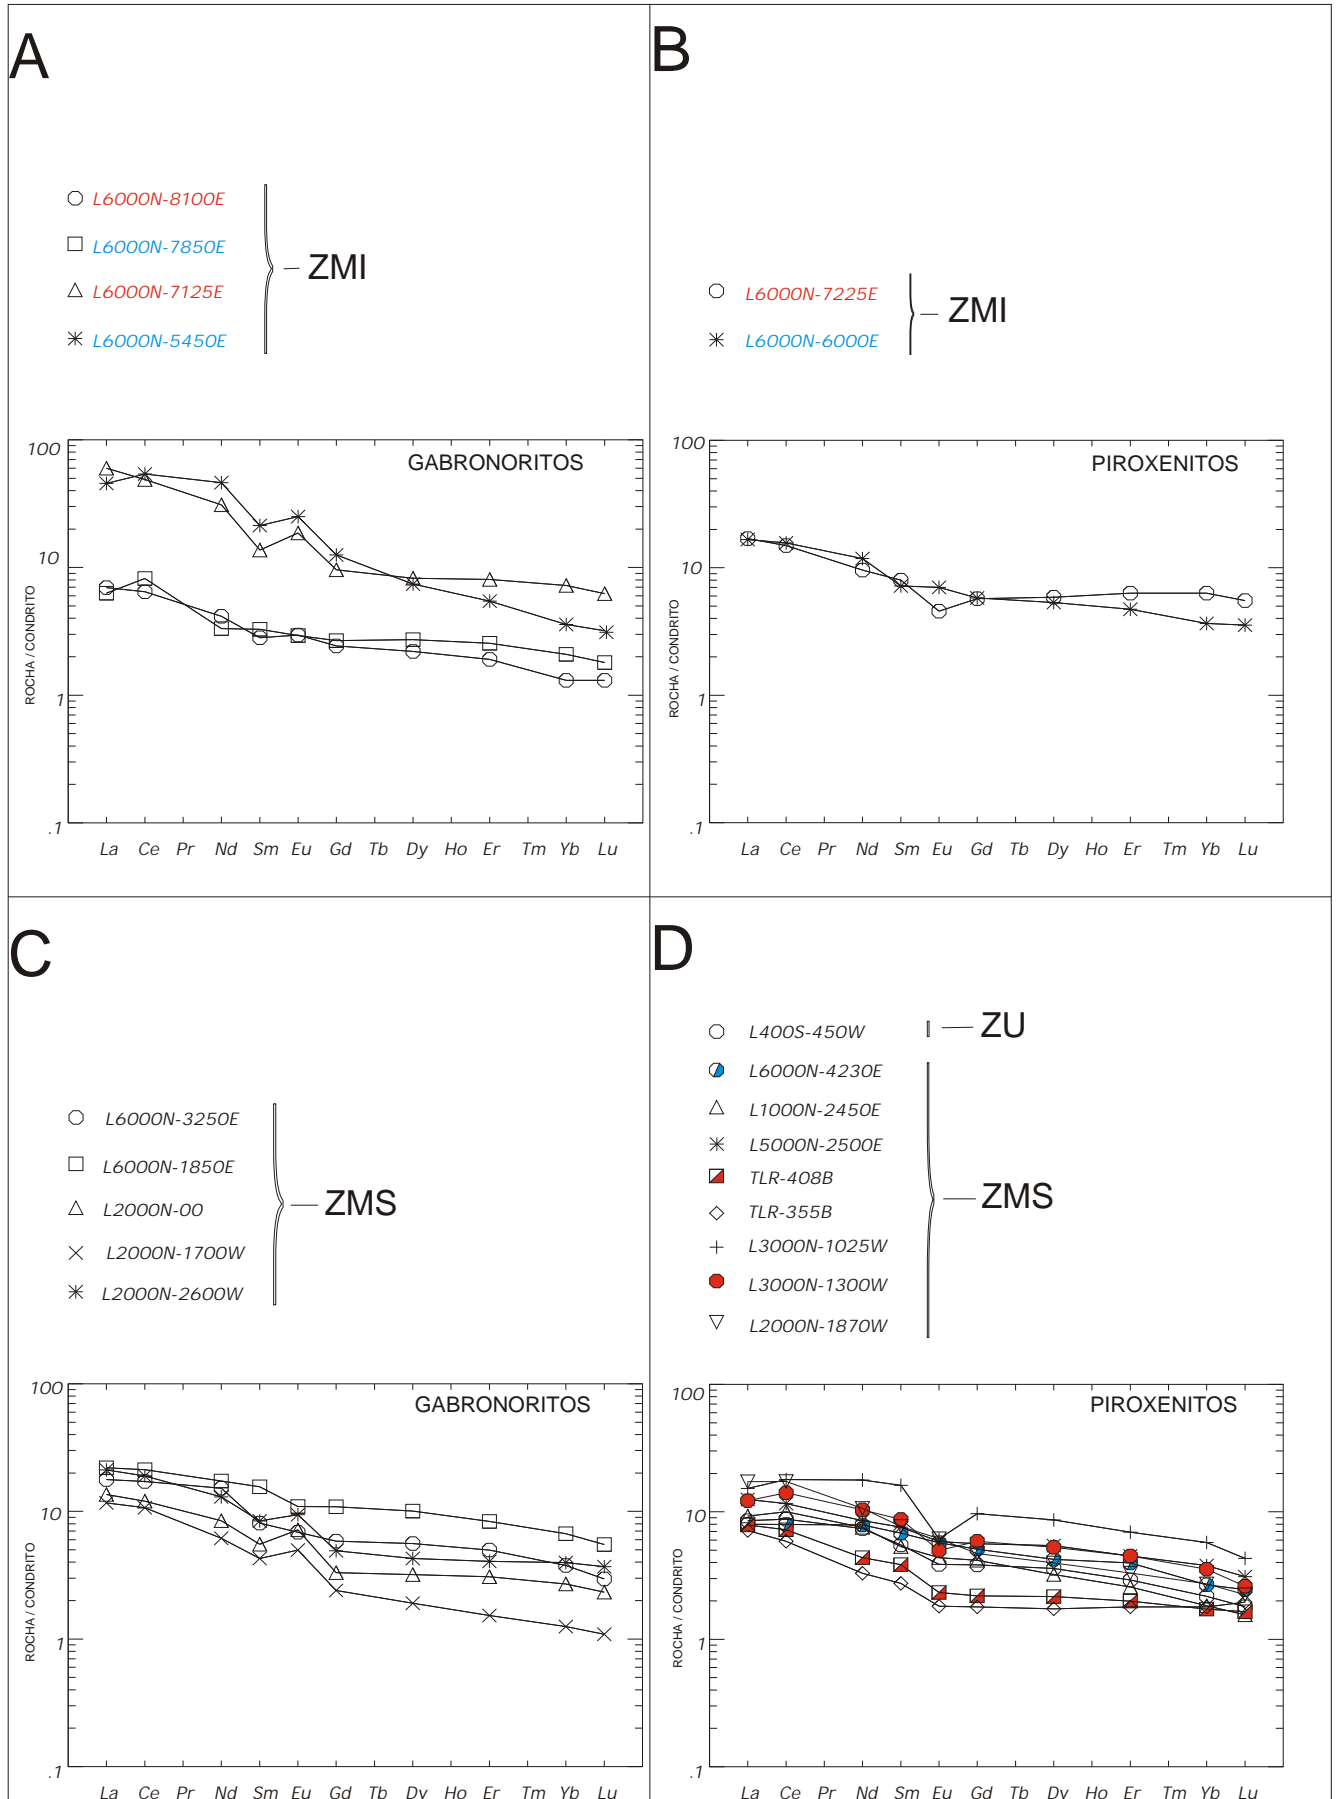 A
L6000N-8100E
L6000N-7850E
L6000N-7125E
L6000N-5450E
ZMI
100
10
1
.1
GABRONORITOS
ROCHA / CONDRITO
La Ce Pr Nd Sm Eu Gd Tb Dy Ho Er Tm Yb Lu
B
L6000N-7225E
L6000N-6000E
ZMI
100
10
1
.1
PIROXENITOS
ROCHA / CONDRITO
La Ce Pr Nd Sm Eu Gd Tb Dy Ho Er Tm Yb Lu
C
L6000N-3250E
L6000N-1850E
L2000N-00
L2000N-1700W
L2000N-2600W
ZMS
100
10
1
.1
GABRONORITOS
ROCHA / CONDRITO
La Ce Pr Nd Sm Eu Gd Tb Dy Ho Er Tm Yb Lu
D
L400S-450W
ZU
L6000N-4230E
L1000N-2450E
L5000N-2500E
TLR-408B
TLR-355B
L3000N-1025W
L3000N-1300W
L2000N-1870W
ZMS
100
10
1
.1
PIROXENITOS
ROCHA / CONDRITO
La Ce Pr Nd Sm Eu Gd Tb Dy Ho Er Tm Yb Lu